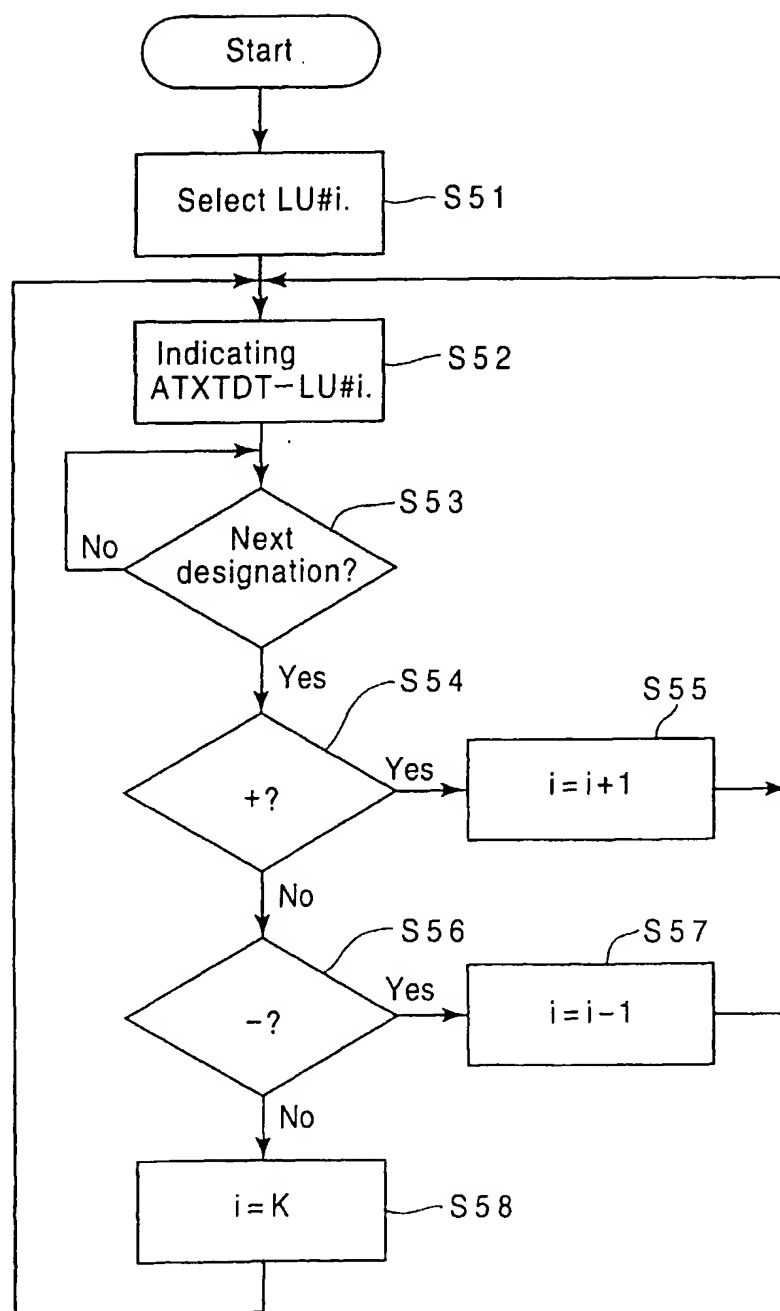 Start
Select LU#i.
S51
Indicating
ATXTDT-LU#i.
S52
S53
Next
designation?
No
Yes
S54
+?
Yes
S55
i=i+1
No
S56
-?
Yes
S57
i=i-1
No
i=K
S58